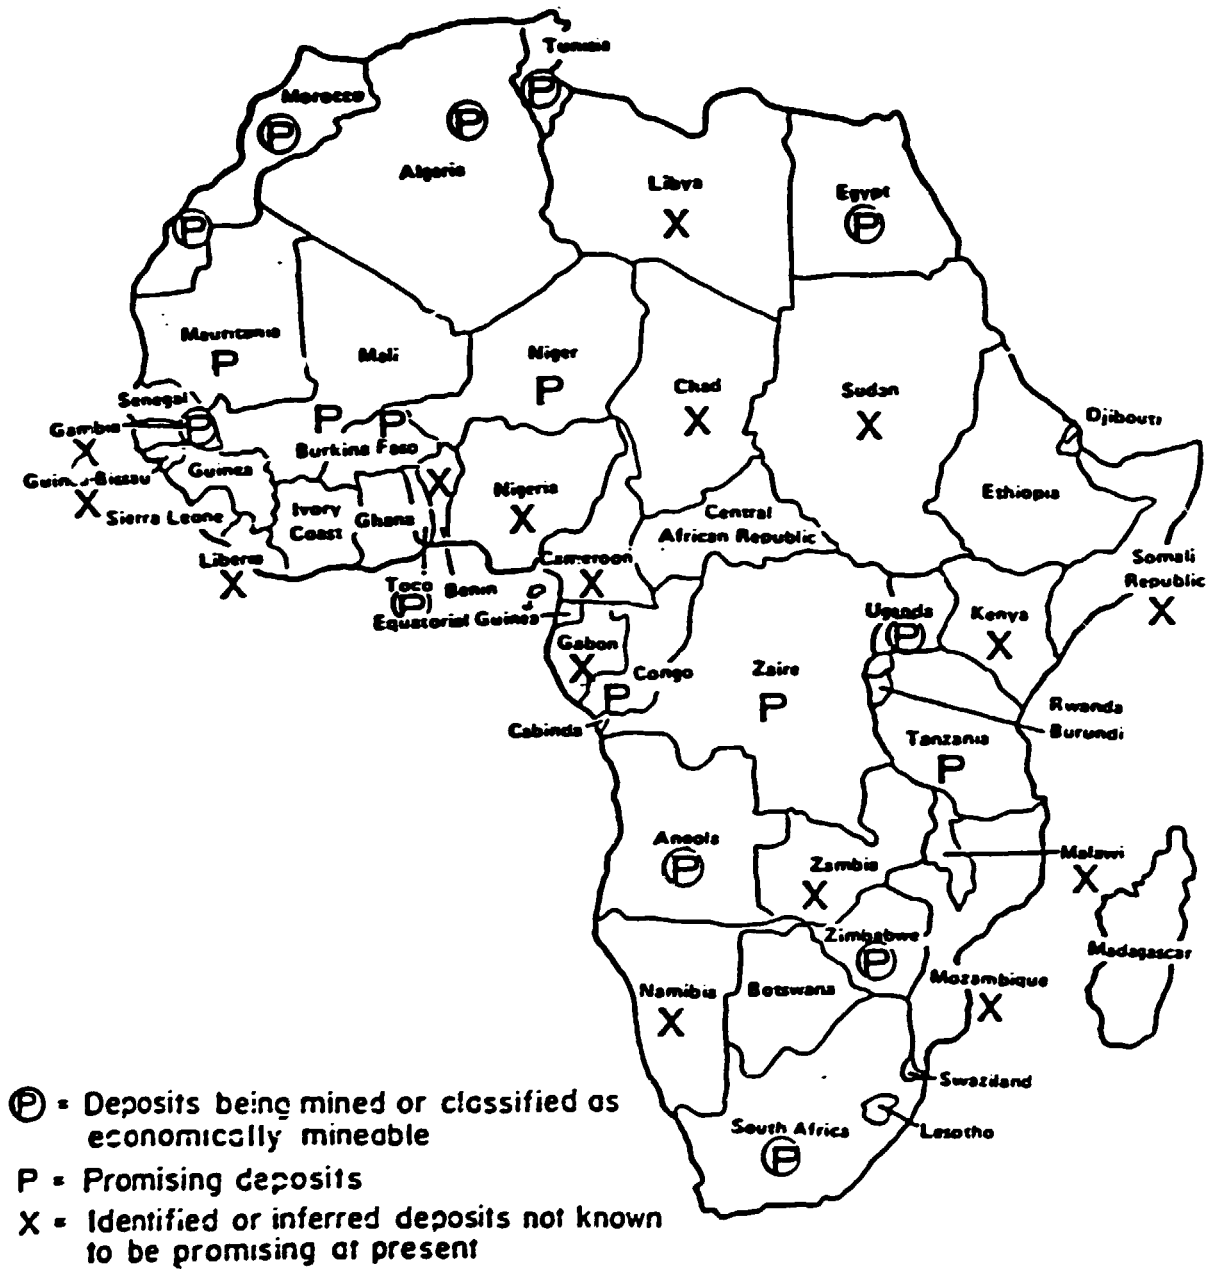 Tunisia
P
Morocco
P
P
Algeria
Libya
X
Egypt
P
P
Mauritania
P
Mali
Niger
P
Chad
X
Sudan
X
Senegal
P
P
P
Gambia
X
Djibouti
Burkina Faso
Guinea
X
X
Nigeria
X
Ethiopia
Sierra Leone
Ivory
Coast
Ghana
Central
African Republic
Liberia
X
Cameroon
X
Somali
Republic
X
Togo
P
Benin
Equatorial Guinea
Uganda
P
Kenya
X
Gabon
X
Congo
P
Zaire
P
Rwanda
Burundi
Cabinda
Tanzania
P
Angola
P
Zambia
X
Malawi
X
Zimbabwe
P
Madagascar
Namibia
X
Botswana
Mozambique
X
Swaziland
South Africa
P
Lesotho
P = Deposits being mined or classified as
economically mineable
P = Promising deposits
X = Identified or inferred deposits not known
to be promising at present